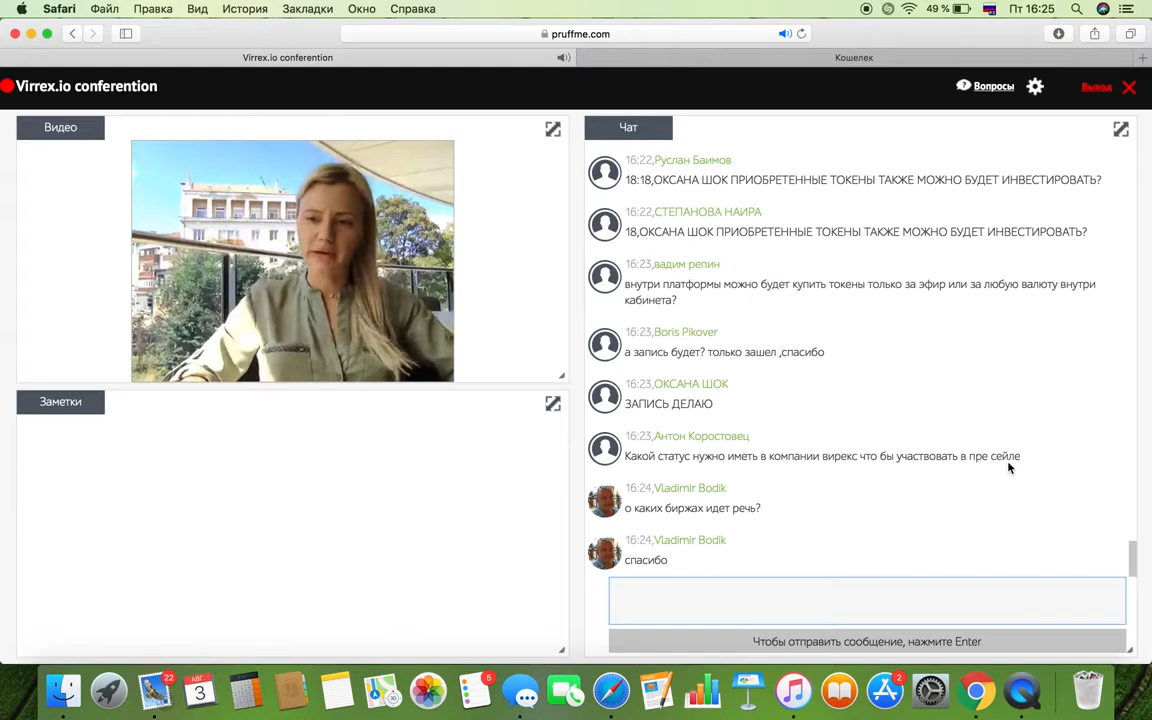 Safari Файл Правка Вид История Закладки Окно Справка 49 % Пт 16:25
pruffme.com
Virrex.io conferention Кошелек
Virrex.io conferention Вопросы Выход
Видео
Чат
16:22,Руслан Баимов
18:18,ОКСАНА ШОК ПРИОБРЕТЕННЫЕ ТОКЕНЫ ТАКЖЕ МОЖНО БУДЕТ ИНВЕСТИРОВАТЬ?
16:22,СТЕПАНОВА НАИРА
18,ОКСАНА ШОК ПРИОБРЕТЕННЫЕ ТОКЕНЫ ТАКЖЕ МОЖНО БУДЕТ ИНВЕСТИРОВАТЬ?
16:23,вадим репин
внутри платформы можно будет купить токены только за эфир или за любую валюту внутри
кабинета?
16:23,Boris Pikover
а запись будет? только зашел ,спасибо
16:23,ОКСАНА ШОК
ЗАПИСЬ ДЕЛАЮ
16:23,Антон Коростовец
Какой статус нужно иметь в компании вирекс что бы участвовать в пре сейле
16:24,Vladimir Bodik
о каких биржах идет речь?
16:24,Vladimir Bodik
спасибо
Чтобы отправить сообщение, нажмите Enter
Заметки
22
АВГ
3
5
2